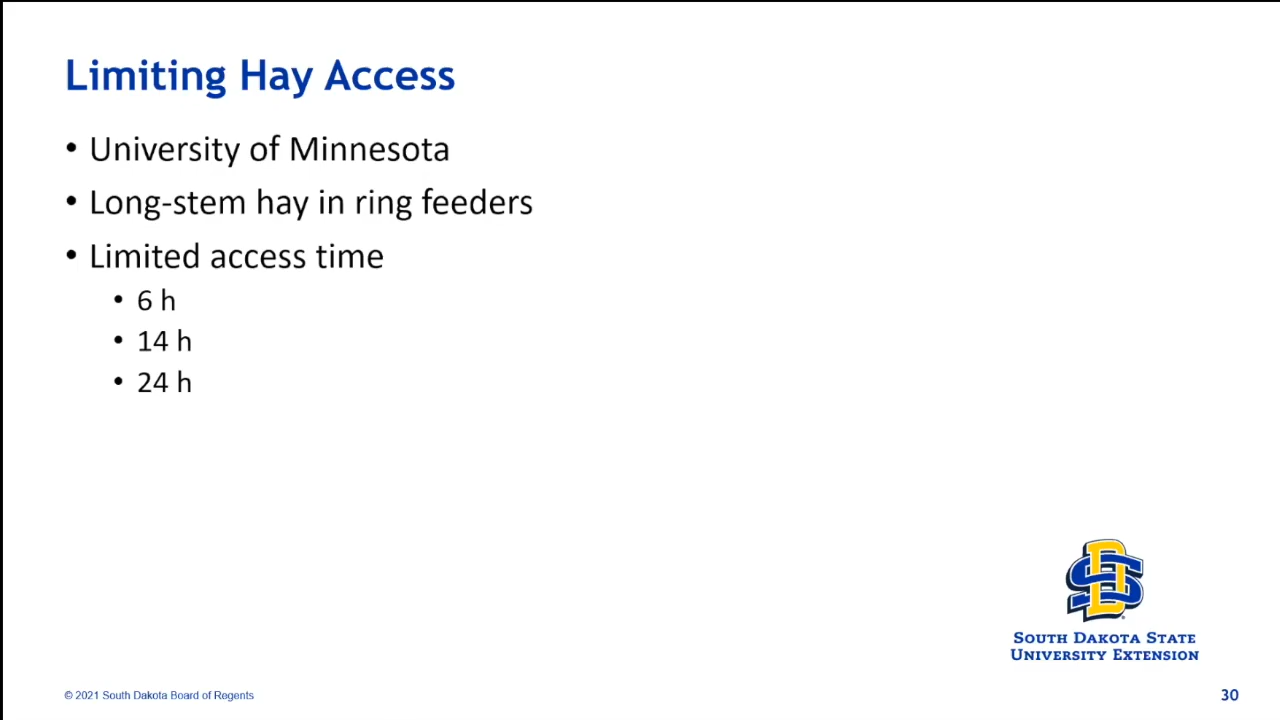 Limiting Hay Access
• University of Minnesota
• Long-stem hay in ring feeders
• Limited access time
• 6 h
• 14 h
• 24 h
SOUTH DAKOTA STATE
UNIVERSITY EXTENSION
© 2021 South Dakota Board of Regents
30